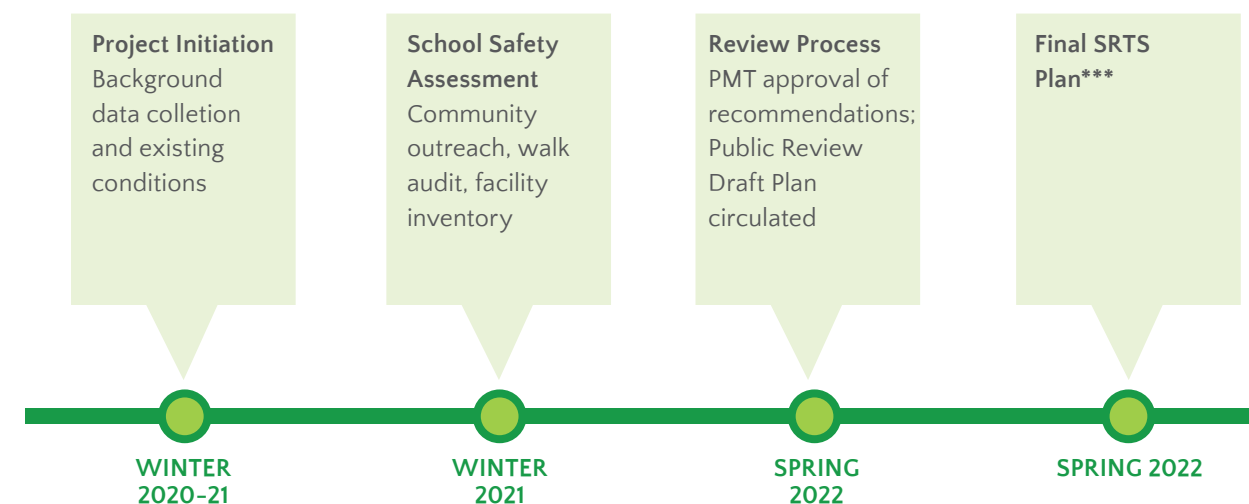 Project Initiation
Background
data colletion
and existing
conditions
School Safety
Assessment
Community
outreach, walk
audit, facility
inventory
Review Process
PMT approval of
recommendations;
Public Review
Draft Plan
circulated
Final SRTS
Plan***
WINTER
2020-21
WINTER
2021
SPRING
2022
SPRING 2022